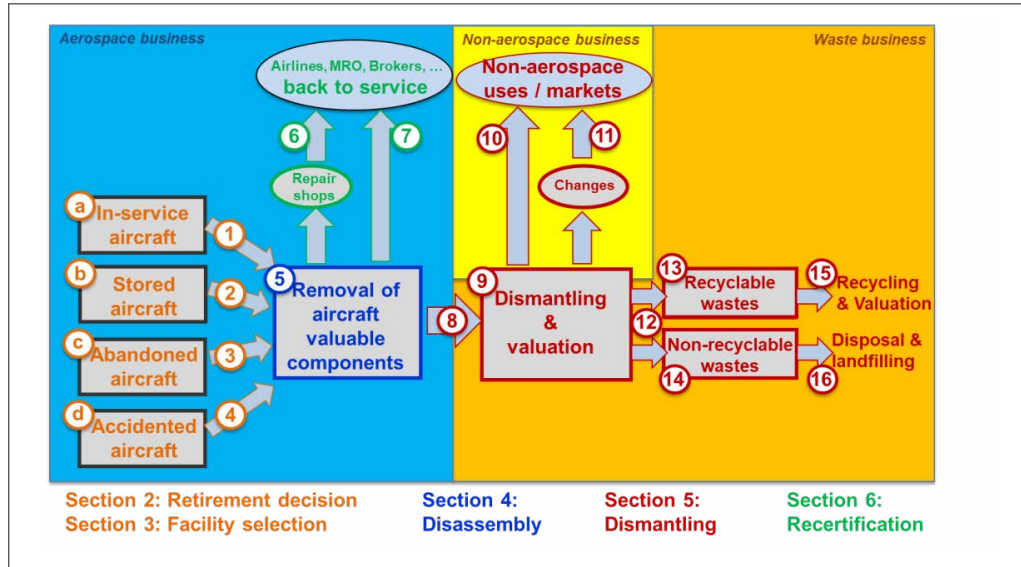 Aerospace business
Non-aerospace business
Waste business
Airlines, MRO, Brokers, ...
back to service
Non-aerospace
uses / markets
6
7
10
11
Repair
shops
Changes
a
In-service
aircraft
1
b
Stored
aircraft
2
c
Abandoned
aircraft
3
d
Accidented
aircraft
4
5
Removal of
aircraft
valuable
components
8
9
Dismantling
&
valuation
12
13
Recyclable
wastes
15
Recycling
& Valuation
14
Non-recyclable
wastes
16
Disposal &
landfilling
Section 2: Retirement decision
Section 3: Facility selection
Section 4:
Disassembly
Section 5:
Dismantling
Section 6:
Recertification